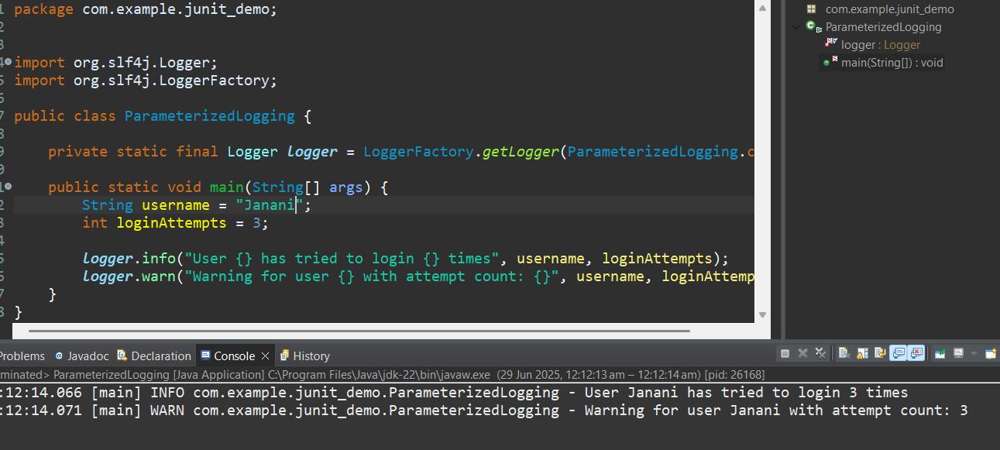 package com.example.junit_demo;
import org.slf4j.Logger;
import org.slf4j.LoggerFactory;
public class ParameterizedLogging {
private static final Logger logger = LoggerFactory.getLogger(ParameterizedLogging.c
public static void main(String[] args) {
String username = "Janani";
int loginAttempts = 3;
logger.info("User {} has tried to login {} times", username, loginAttempts);
logger.warn("Warning for user {} with attempt count: {}", username, loginAttemp
}
}
com.example.junit_demo
ParameterizedLogging
logger : Logger
main(String[]) : void
Problems @ Javadoc Declaration Console History
minated> ParameterizedLogging [Java Application] C:\Program Files\Java\jdk-22\bin\javaw.exe (29 Jun 2025, 12:12:13 am – 12:12:14 am) [pid: 26168]
:12:14.066 [main] INFO com.example.junit_demo.ParameterizedLogging - User Janani has tried to login 3 times
:12:14.071 [main] WARN com.example.junit_demo.ParameterizedLogging - Warning for user Janani with attempt count: 3